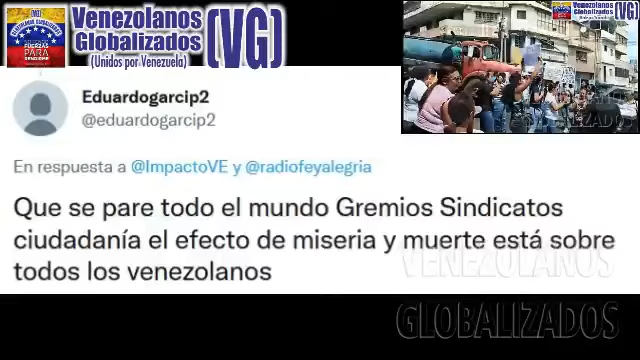 Venezolanos
Globalizados
(VG)
(Unidos por Venezuela)
Eduardogarcip2
@eduardogarcip2
En respuesta a @ImpactoVE y @radiofeyalegria
Que se pare todo el mundo Gremios Sindicatos
ciudadanía el efecto de miseria y muerte está sobre
todos los venezolanos
VENEZOLANOS
GLOBALIZADOS